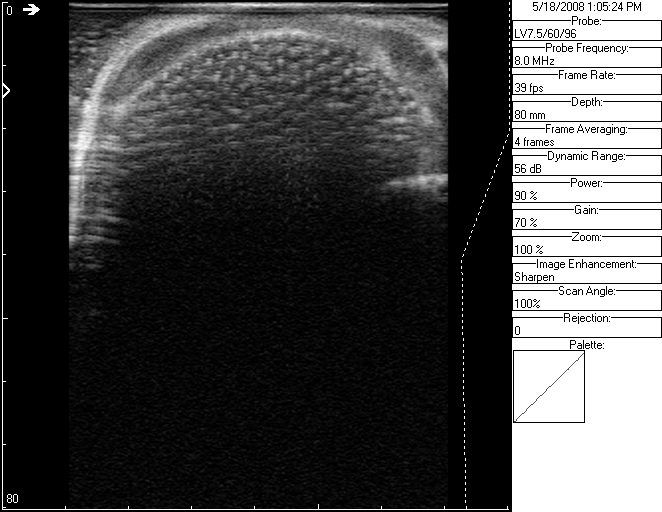 0
80
5/18/2008 1:05:24 PM
Probe:
LV7.5/60/96
Probe Frequency:
8.0 MHz
Frame Rate:
39 fps
Depth:
80 mm
Frame Averaging:
4 frames
Dynamic Range:
56 dB
Power:
90 %
Gain:
70 %
Zoom:
100 %
Image Enhancement:
Sharpen
Scan Angle:
100%
Rejection:
0
Palette: